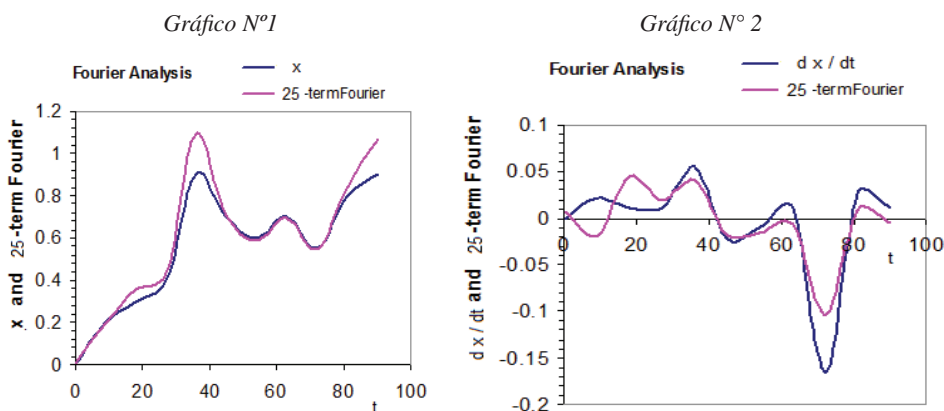 Gráfico Nº1
Fourier Analysis
x
25 -termFourier
x and 25-term Fourier
1.2
1
0.8
0.6
0.4
0.2
0
0 20 40 60 80 100
t
Gráfico N° 2
Fourier Analysis
d x / dt
25 -termFourier
d x / dt and 25-term Fourier
0.1
0.05
0
-0.05
-0.1
-0.15
-0.2
0 20 40 60 80 100
t